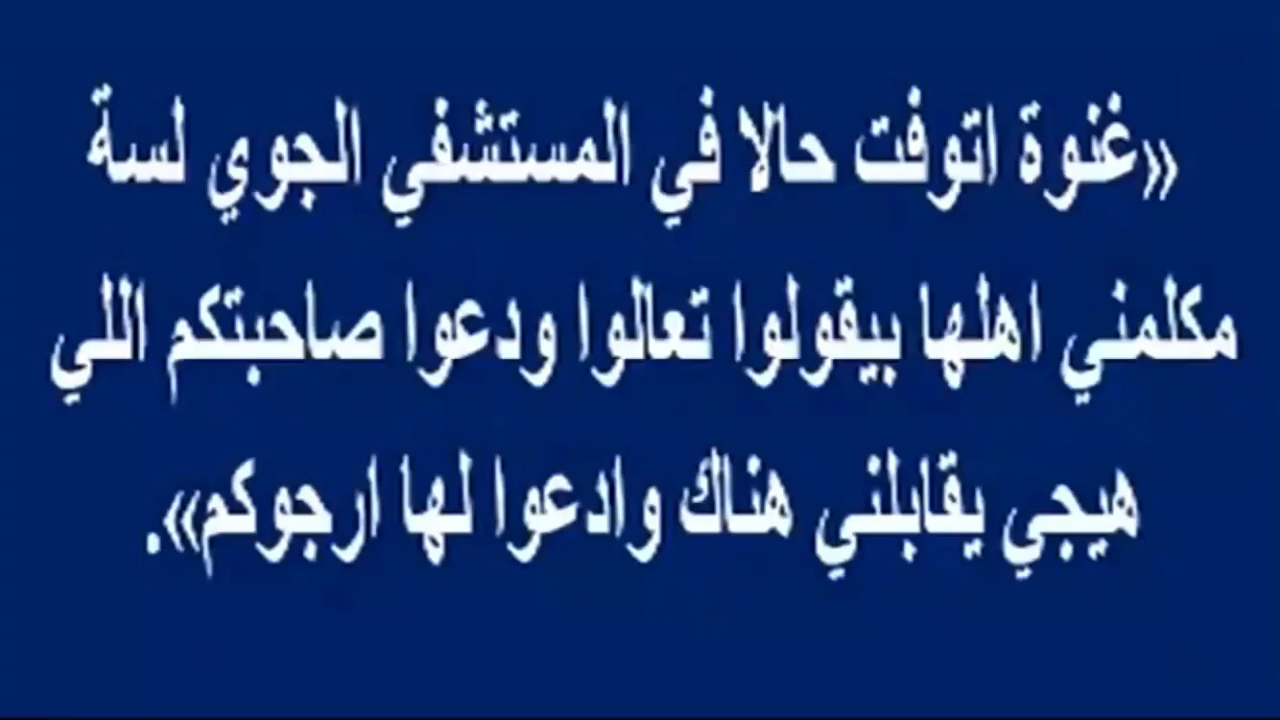 «غنوة اتوفت حالا في المستشفي الجوي لسة
مكلمني اهلها بيقولوا تعالوا ودعوا صاحبتكم اللي
هيجي يقابلني هناك وادعوا لها ارجوكم».